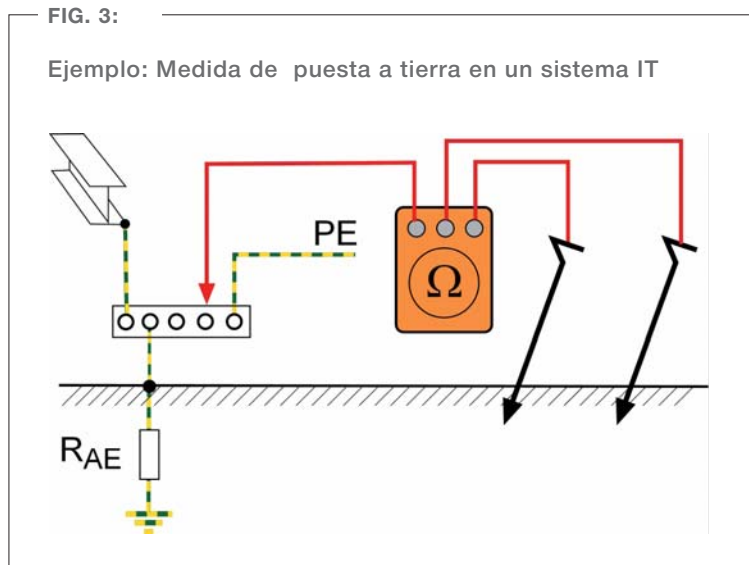 FIG. 3:
Ejemplo: Medida de puesta a tierra en un sistema IT
PE
Ω
RAE